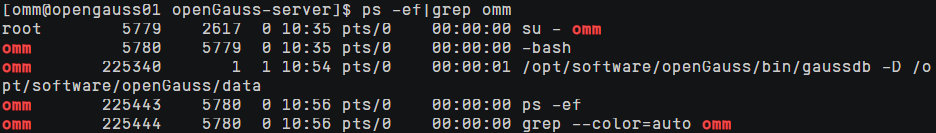 [omm@opengauss01 openGauss-server]$ ps -ef|grep omm
root 5779 2617 0 10:35 pts/0 00:00:00 su - omm
omm 5780 5779 0 10:35 pts/0 00:00:00 -bash
omm 225340 1 1 10:54 pts/0 00:00:01 /opt/software/openGauss/bin/gaussdb -D /o
pt/software/openGauss/data
omm 225443 5780 0 10:56 pts/0 00:00:00 ps -ef
omm 225444 5780 0 10:56 pts/0 00:00:00 grep --color=auto omm